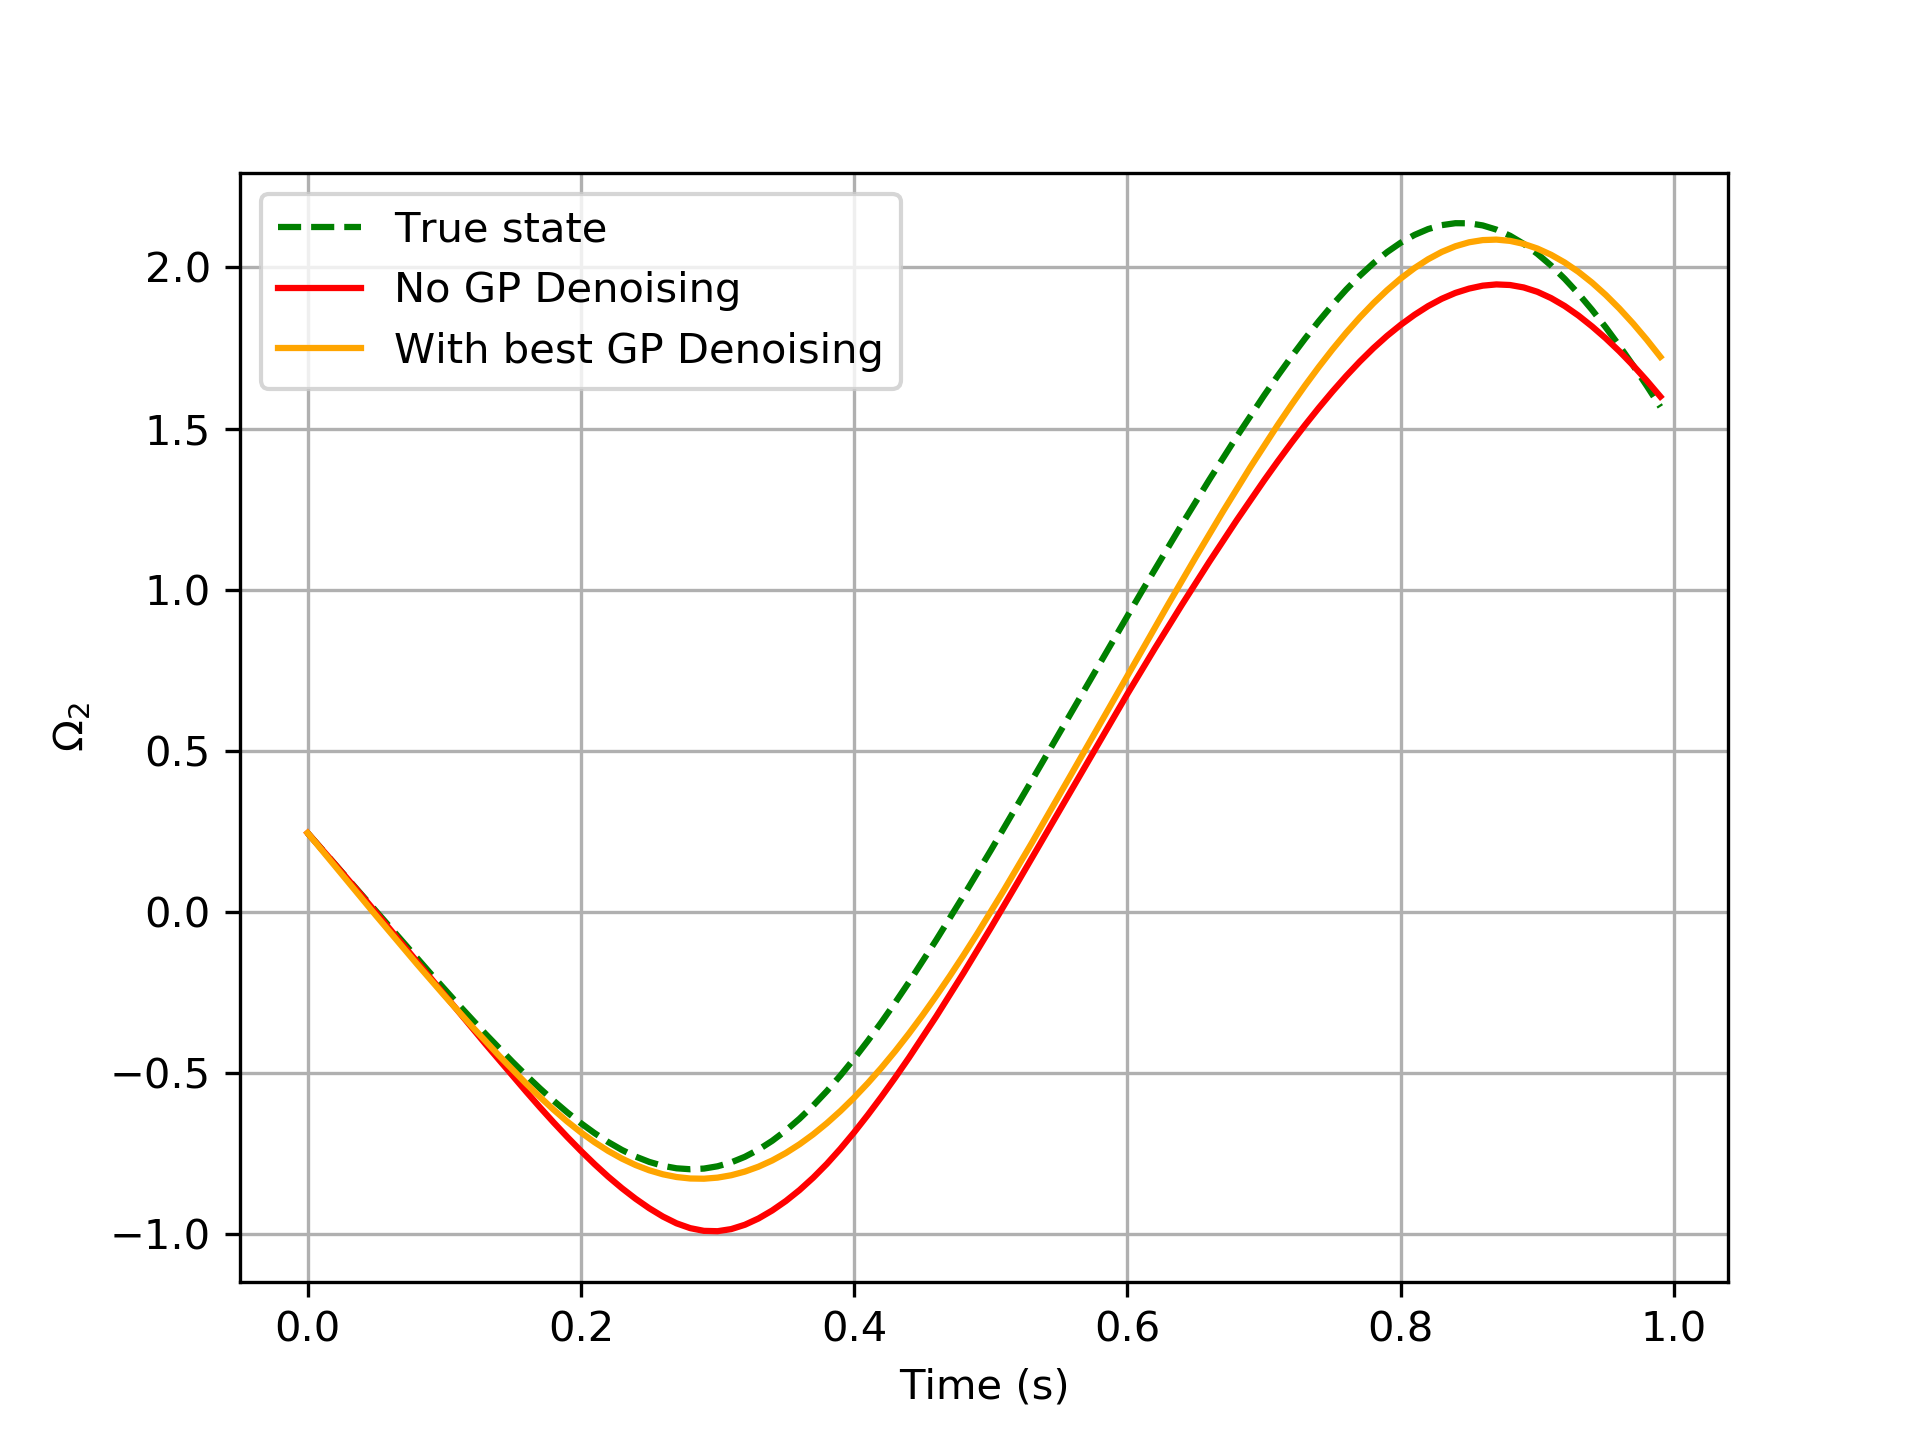 True state
No GP Denoising
With best GP Denoising
2.0
1.5
1.0
0.5
0.0
−0.5
−1.0
Ω₂
0.0 0.2 0.4 0.6 0.8 1.0
Time (s)